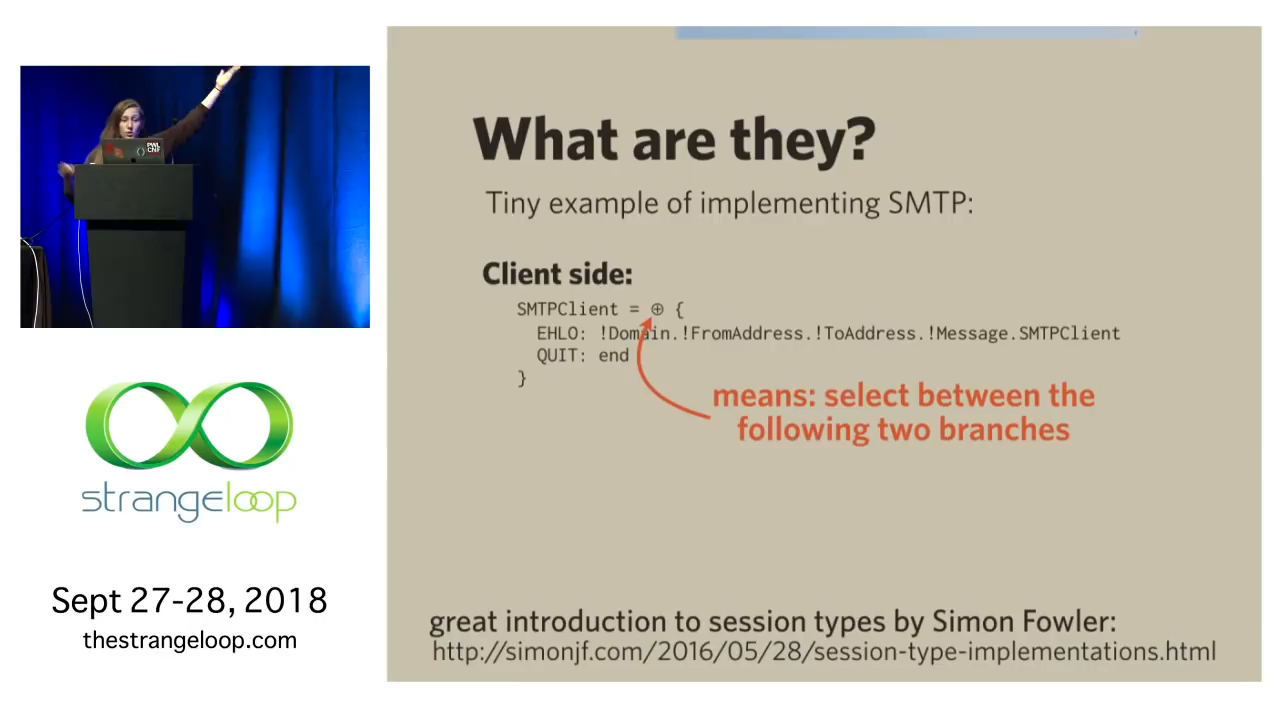 What are they?
Tiny example of implementing SMTP:
Client side:
SMTPClient = ⊕ {
EHLO: !Domain.!FromAddress.!ToAddress.!Message.SMTPClient
QUIT: end
}
means: select between the
following two branches
great introduction to session types by Simon Fowler:
http://simonjf.com/2016/05/28/session-type-implementations.html
PWL
CNF
strangeloop
Sept 27-28, 2018
thestrangeloop.com